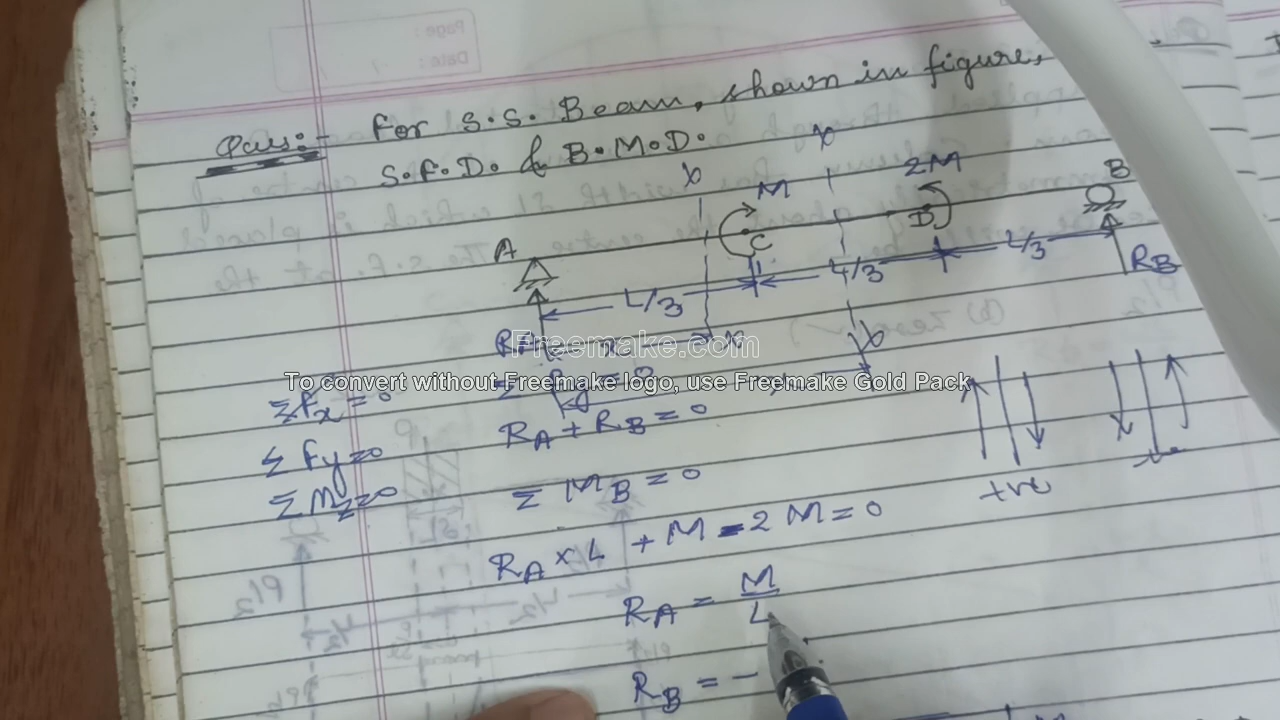 Ques:- For S.S. Beam, shown in figure,
S.F.D. & B.M.D.
x x
M 2M B
A C D
L/3 L/3 L/3
RA x x RB
Freemake.com
To convert without Freemake logo, use Freemake Gold Pack
ΣFx = 0
x
RA + RB = 0
ΣFy = 0
ΣMz = 0 ΣMB = 0
+ve -ve
RA × L + M - 2M = 0
RA = M/L
RB = -